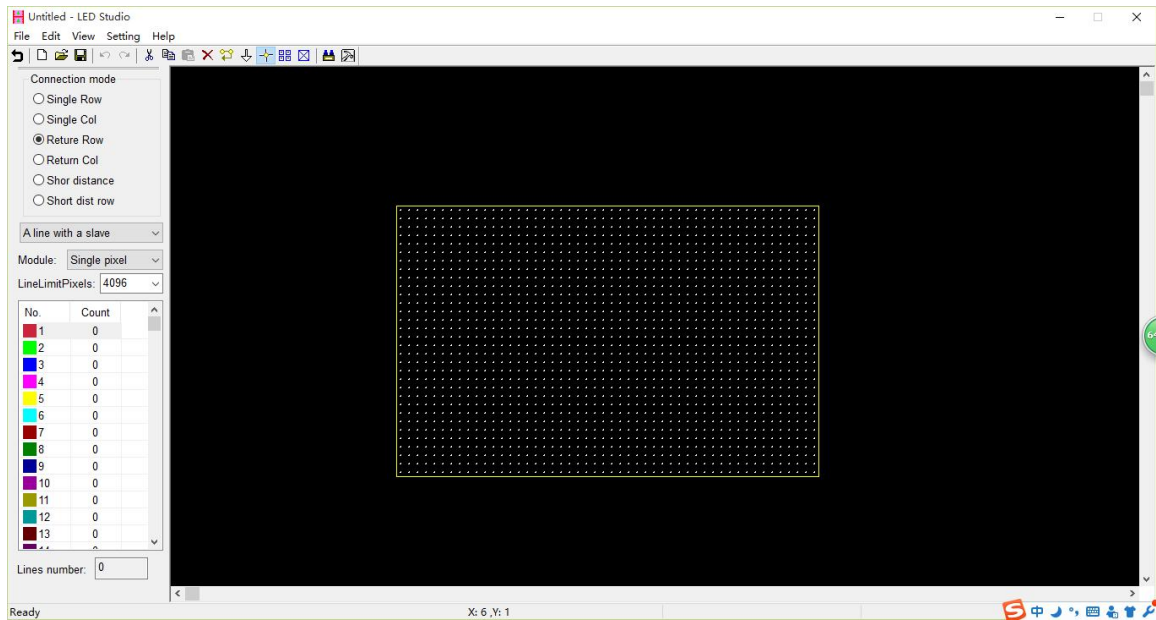 Untitled - LED Studio
File Edit View Setting Help
Connection mode
Single Row
Single Col
Reture Row
Return Col
Shor distance
Short dist row
A line with a slave
Module: Single pixel
LineLimitPixels: 4096
No. Count
1 0
2 0
3 0
4 0
5 0
6 0
7 0
8 0
9 0
10 0
11 0
12 0
13 0
Lines number: 0
Ready X: 6 ,Y: 1
中